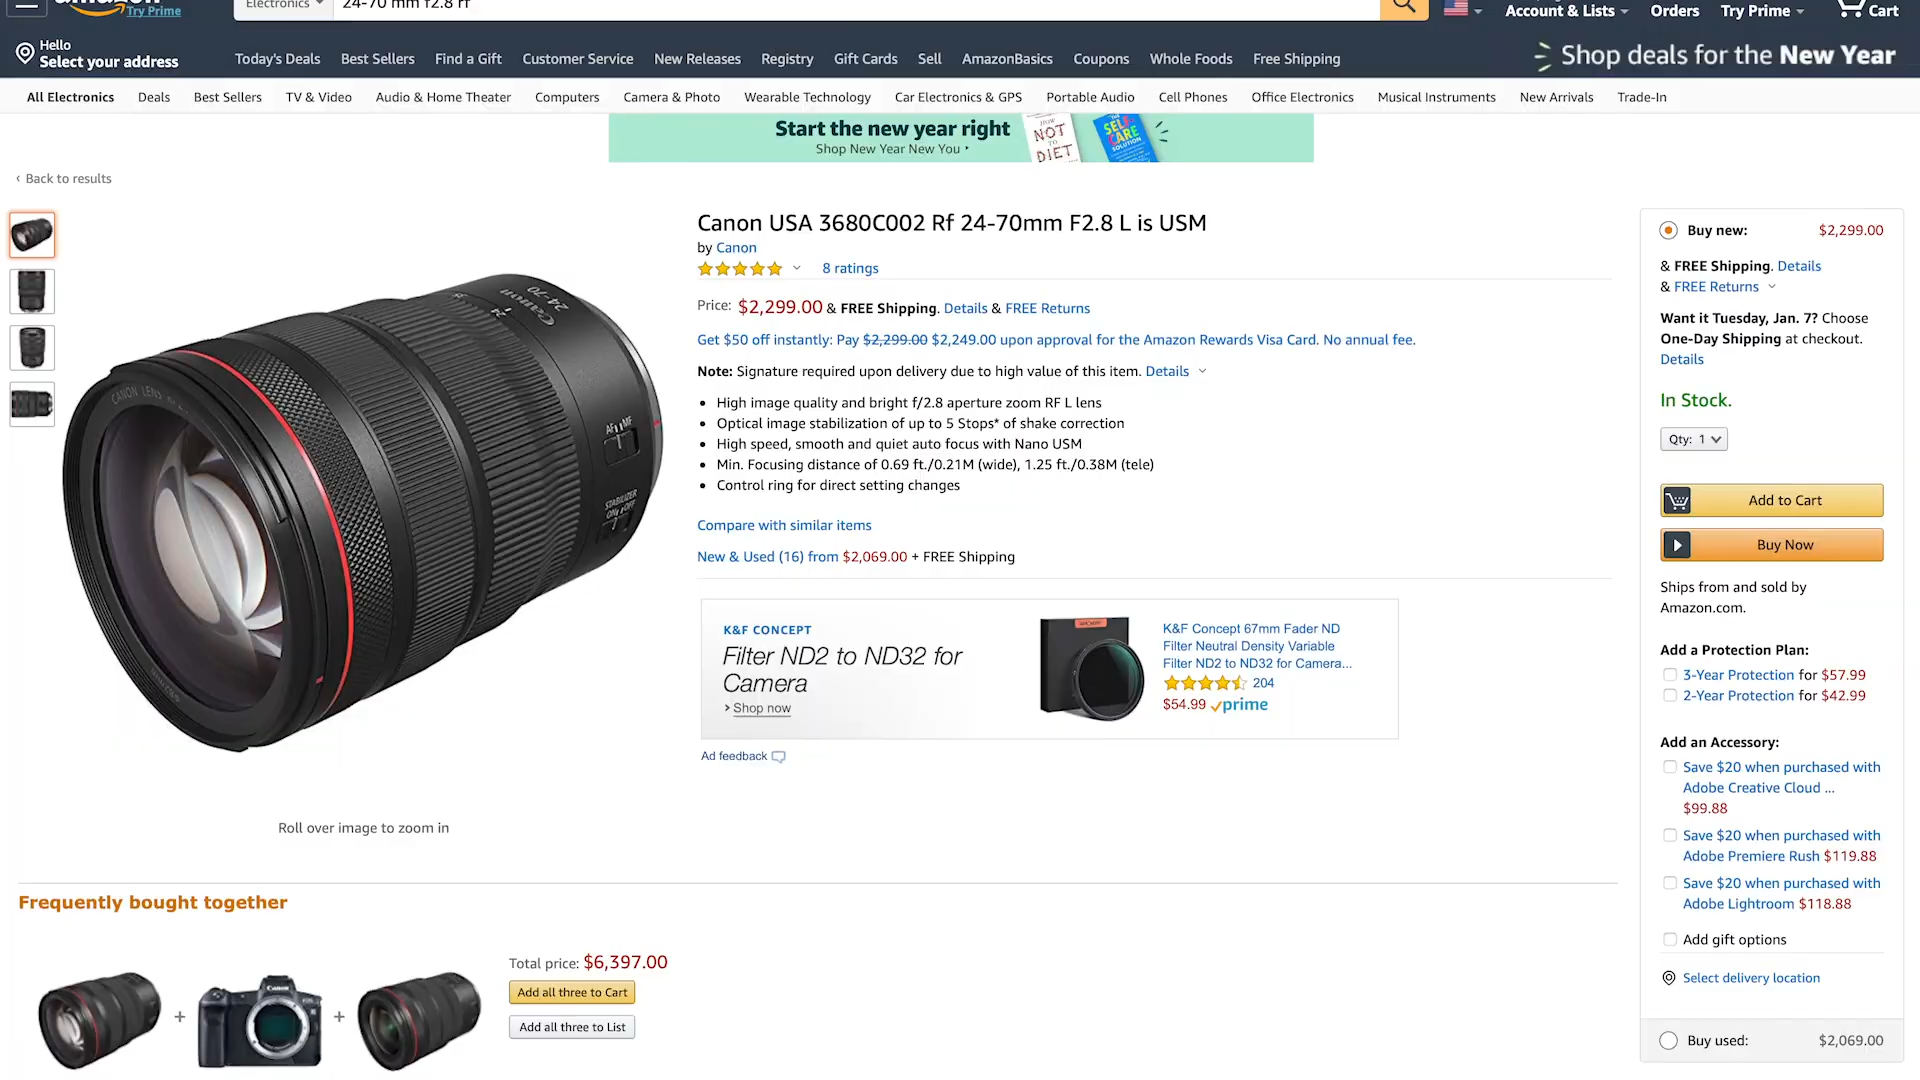 Try Prime
Electronics
24-70 mm f2.8 rf
Account & Lists
Orders
Try Prime
Cart
Hello
Select your address
Today's Deals
Best Sellers
Find a Gift
Customer Service
New Releases
Registry
Gift Cards
Sell
AmazonBasics
Coupons
Whole Foods
Free Shipping
Shop deals for the New Year
All Electronics
Deals
Best Sellers
TV & Video
Audio & Home Theater
Computers
Camera & Photo
Wearable Technology
Car Electronics & GPS
Portable Audio
Cell Phones
Office Electronics
Musical Instruments
New Arrivals
Trade-In
Start the new year right
Shop New Year New You
HOW
NOT
TO
DIET
SELF-
CARE
SOLUTION
‹ Back to results
Canon
24-70
24
AF MF
STABILIZER
ON OFF
Roll over image to zoom in
Canon USA 3680C002 Rf 24-70mm F2.8 L is USM
by Canon
8 ratings
Price: $2,299.00 & FREE Shipping. Details & FREE Returns
Get $50 off instantly: Pay $2,299.00 $2,249.00 upon approval for the Amazon Rewards Visa Card. No annual fee.
Note: Signature required upon delivery due to high value of this item. Details
• High image quality and bright f/2.8 aperture zoom RF L lens
• Optical image stabilization of up to 5 Stops* of shake correction
• High speed, smooth and quiet auto focus with Nano USM
• Min. Focusing distance of 0.69 ft./0.21M (wide), 1.25 ft./0.38M (tele)
• Control ring for direct setting changes
Compare with similar items
New & Used (16) from $2,069.00 + FREE Shipping
K&F CONCEPT
Filter ND2 to ND32 for
Camera
› Shop now
K&F Concept 67mm Fader ND
Filter Neutral Density Variable
Filter ND2 to ND32 for Camera...
204
$54.99 prime
Ad feedback
Buy new: $2,299.00
& FREE Shipping. Details
& FREE Returns
Want it Tuesday, Jan. 7? Choose
One-Day Shipping at checkout.
Details
In Stock.
Qty: 1
Add to Cart
Buy Now
Ships from and sold by
Amazon.com.
Add a Protection Plan:
3-Year Protection for $57.99
2-Year Protection for $42.99
Add an Accessory:
Save $20 when purchased with
Adobe Creative Cloud ...
$99.88
Save $20 when purchased with
Adobe Premiere Rush $119.88
Save $20 when purchased with
Adobe Lightroom $118.88
Add gift options
Select delivery location
Buy used: $2,069.00
Frequently bought together
+
Canon
+
Total price: $6,397.00
Add all three to Cart
Add all three to List